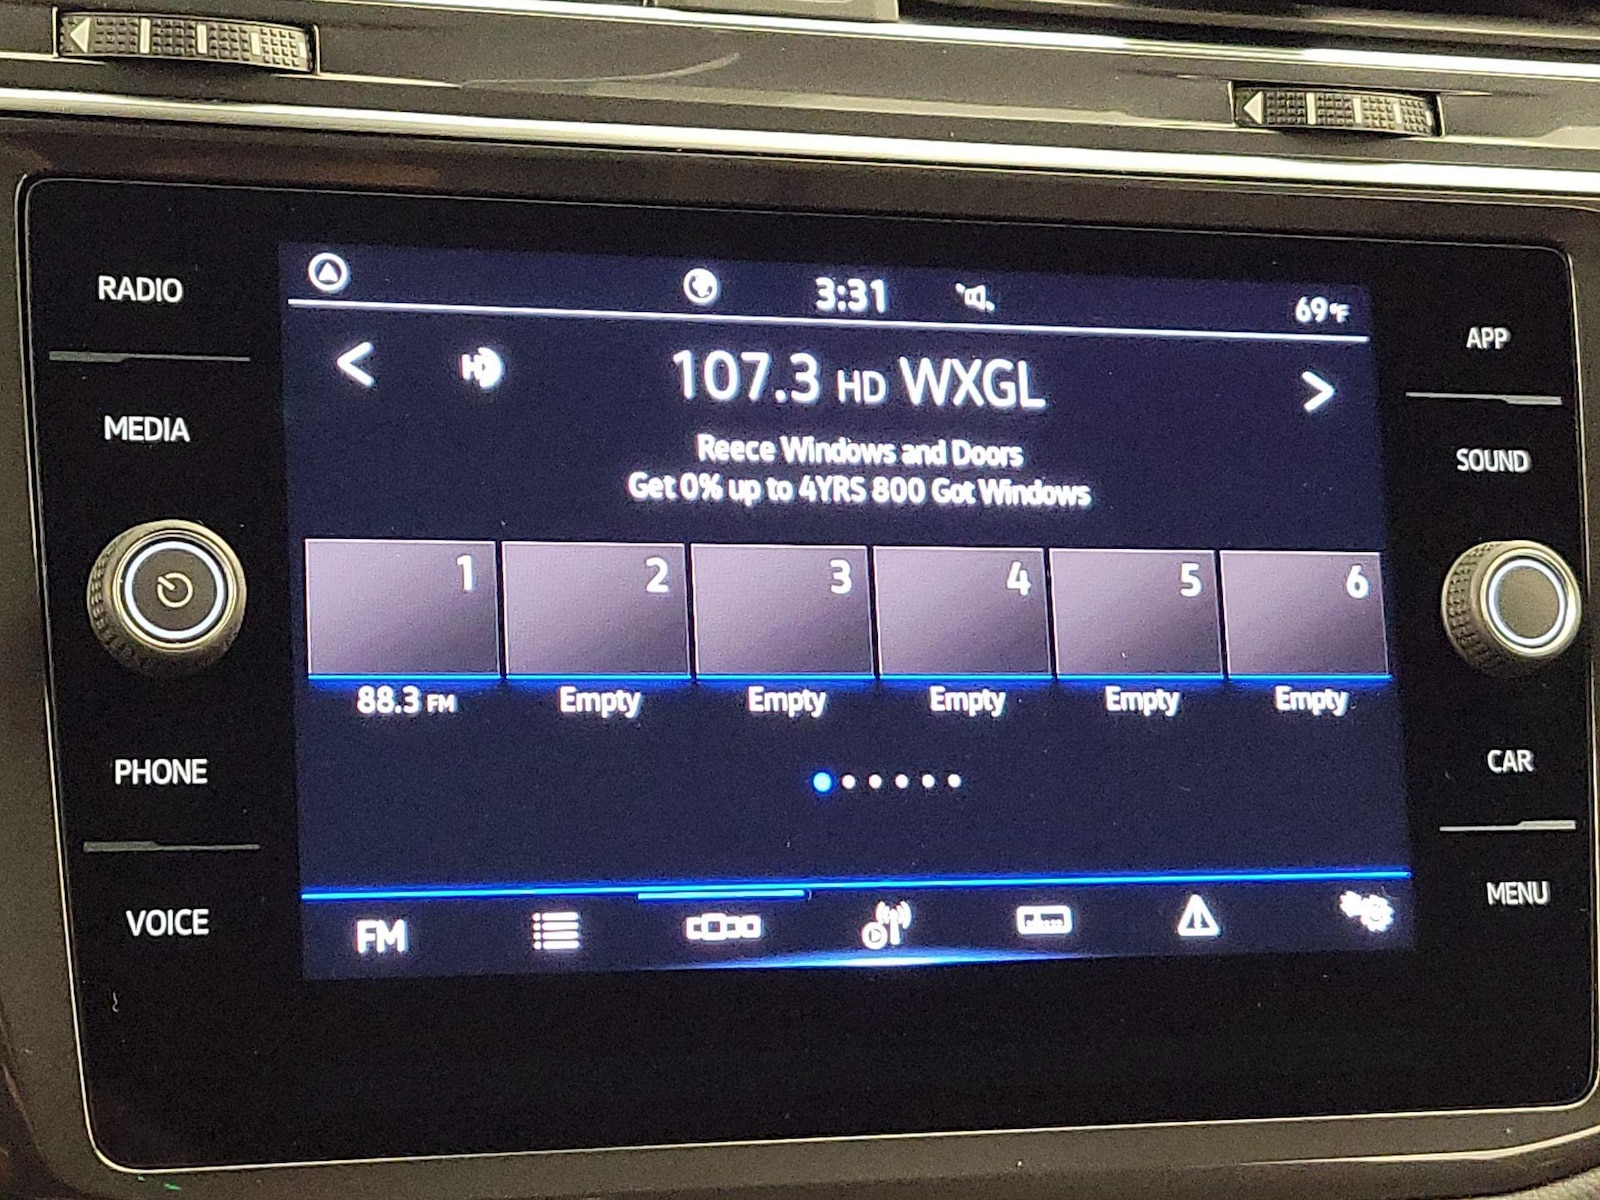 RADIO
MEDIA
PHONE
VOICE
3:31
69°F
HD
107.3 HD WXGL
Reece Windows and Doors
Get 0% up to 4YRS 800 Got Windows
1
2
3
4
5
6
88.3 FM
Empty
Empty
Empty
Empty
Empty
FM
APP
SOUND
CAR
MENU